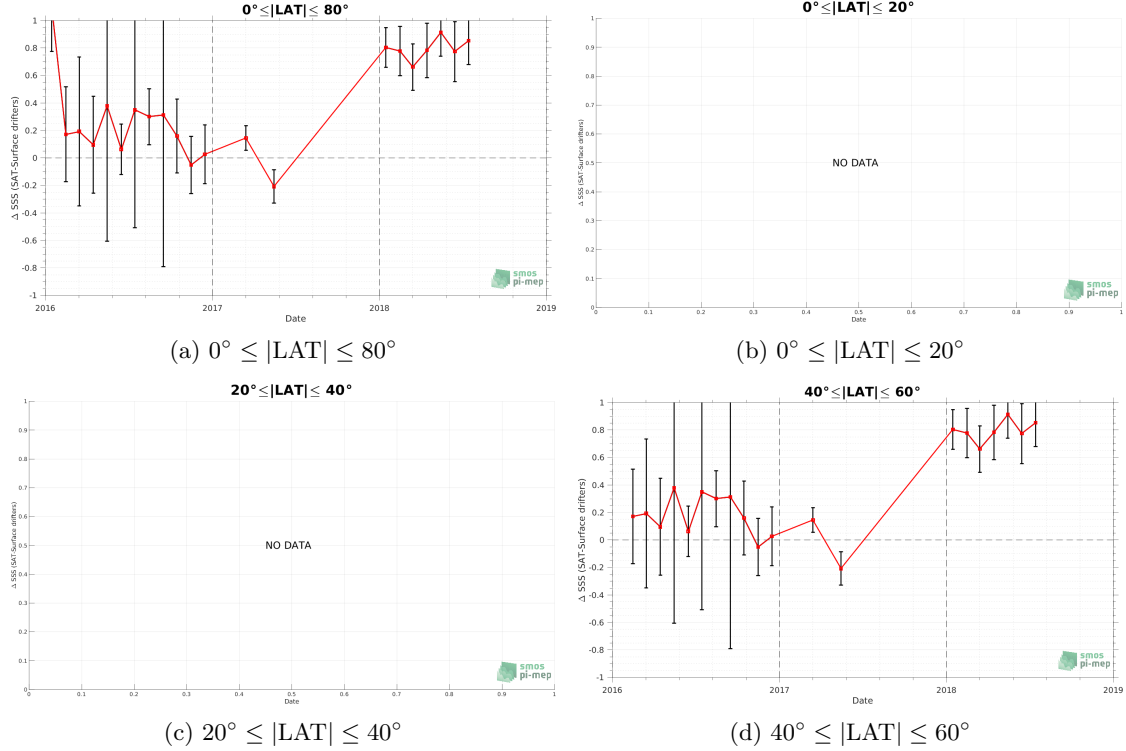 0°≤|LAT|≤ 80°
1
0.8
0.6
0.4
0.2
0
-0.2
-0.4
-0.6
-0.8
-1
Δ SSS (SAT-Surface drifters)
2016
2017
2018
2019
Date
smos
pi-mep
(a) 0° ≤ |LAT| ≤ 80°
0°≤|LAT|≤ 20°
1
0.9
0.8
0.7
0.6
0.5
0.4
0.3
0.2
0.1
0
Δ SSS (SAT-Surface drifters)
NO DATA
0 0.1 0.2 0.3 0.4 0.5 0.6 0.7 0.8 0.9 1
Date
smos
pi-mep
(b) 0° ≤ |LAT| ≤ 20°
20°≤|LAT|≤ 40°
1
0.9
0.8
0.7
0.6
0.5
0.4
0.3
0.2
0.1
0
Δ SSS (SAT-Surface drifters)
NO DATA
0 0.1 0.2 0.3 0.4 0.5 0.6 0.7 0.8 0.9 1
Date
smos
pi-mep
(c) 20° ≤ |LAT| ≤ 40°
40°≤|LAT|≤ 60°
1
0.8
0.6
0.4
0.2
0
-0.2
-0.4
-0.6
-0.8
-1
Δ SSS (SAT-Surface drifters)
2016
2017
2018
2019
Date
smos
pi-mep
(d) 40° ≤ |LAT| ≤ 60°